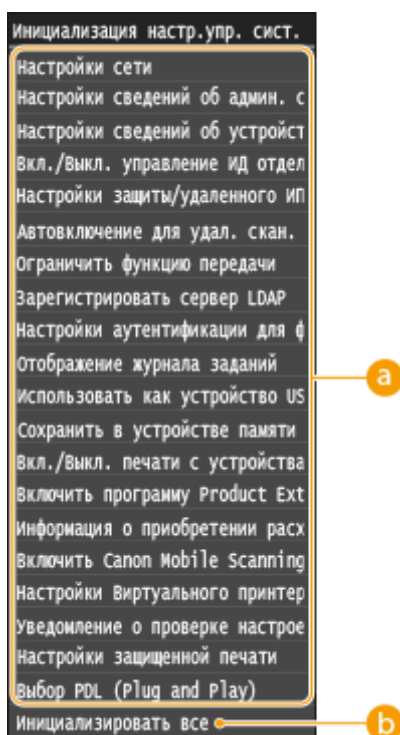 Инициализация настр.упр. сист.
Настройки сети
Настройки сведений об админ. с
Настройки сведений об устройст
Вкл./Выкл. управление ИД отдел
Настройки защиты/удаленного ИП
Автовключение для удал. скан.
Ограничить функцию передачи
Зарегистрировать сервер LDAP
Настройки аутентификации для ф
Отображение журнала заданий
Использовать как устройство US
Сохранить в устройстве памяти
Вкл./Выкл. печати с устройства
Включить программу Product Ext
Информация о приобретении расх
Включить Canon Mobile Scanning
Настройки Виртуального принтер
Уведомление о проверке настрое
Настройки защищенной печати
Выбор PDL (Plug and Play)
Инициализировать все
a
b